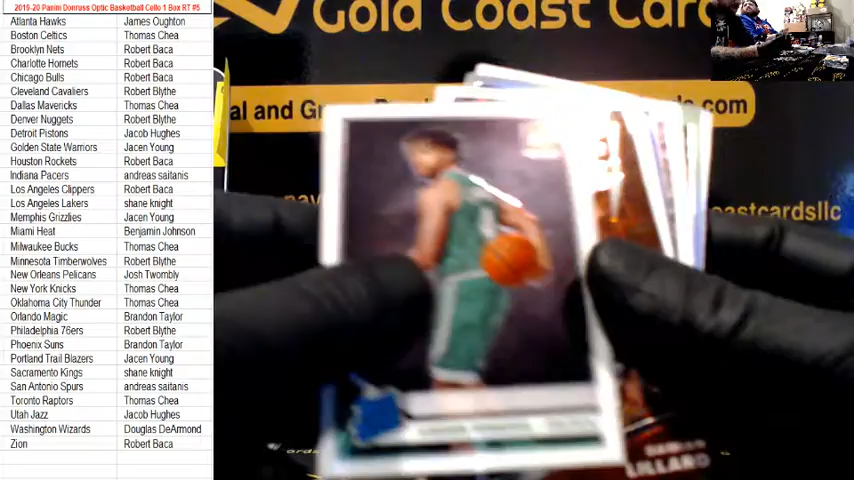 2019-20 Panini Donruss Optic Basketball Cello 1 Box RT #5
Atlanta Hawks James Oughton
Boston Celtics Thomas Chea
Brooklyn Nets Robert Baca
Charlotte Hornets Robert Baca
Chicago Bulls Robert Baca
Cleveland Cavaliers Robert Blythe
Dallas Mavericks Thomas Chea
Denver Nuggets Robert Blythe
Detroit Pistons Jacob Hughes
Golden State Warriors Jacen Young
Houston Rockets Robert Baca
Indiana Pacers andreas saitanis
Los Angeles Clippers Robert Baca
Los Angeles Lakers shane knight
Memphis Grizzlies Jacen Young
Miami Heat Benjamin Johnson
Milwaukee Bucks Thomas Chea
Minnesota Timberwolves Robert Blythe
New Orleans Pelicans Josh Twombly
New York Knicks Thomas Chea
Oklahoma City Thunder Thomas Chea
Orlando Magic Brandon Taylor
Philadelphia 76ers Robert Blythe
Phoenix Suns Brandon Taylor
Portland Trail Blazers Jacen Young
Sacramento Kings shane knight
San Antonio Spurs andreas saitanis
Toronto Raptors Thomas Chea
Utah Jazz Jacob Hughes
Washington Wizards Douglas DeArmond
Zion Robert Baca
Gold Coast Car
al and Gr
s.com
oastcardsllc
LILLARD